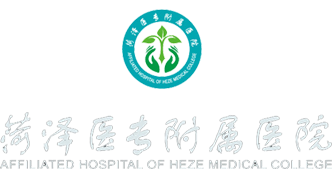 菏泽医专附属医院
AFFILIATED HOSPITAL OF HEZE MEDICAL COLLEGE
菏泽医专附属医院
AFFILIATED HOSPITAL OF HEZE MEDICAL COLLEGE